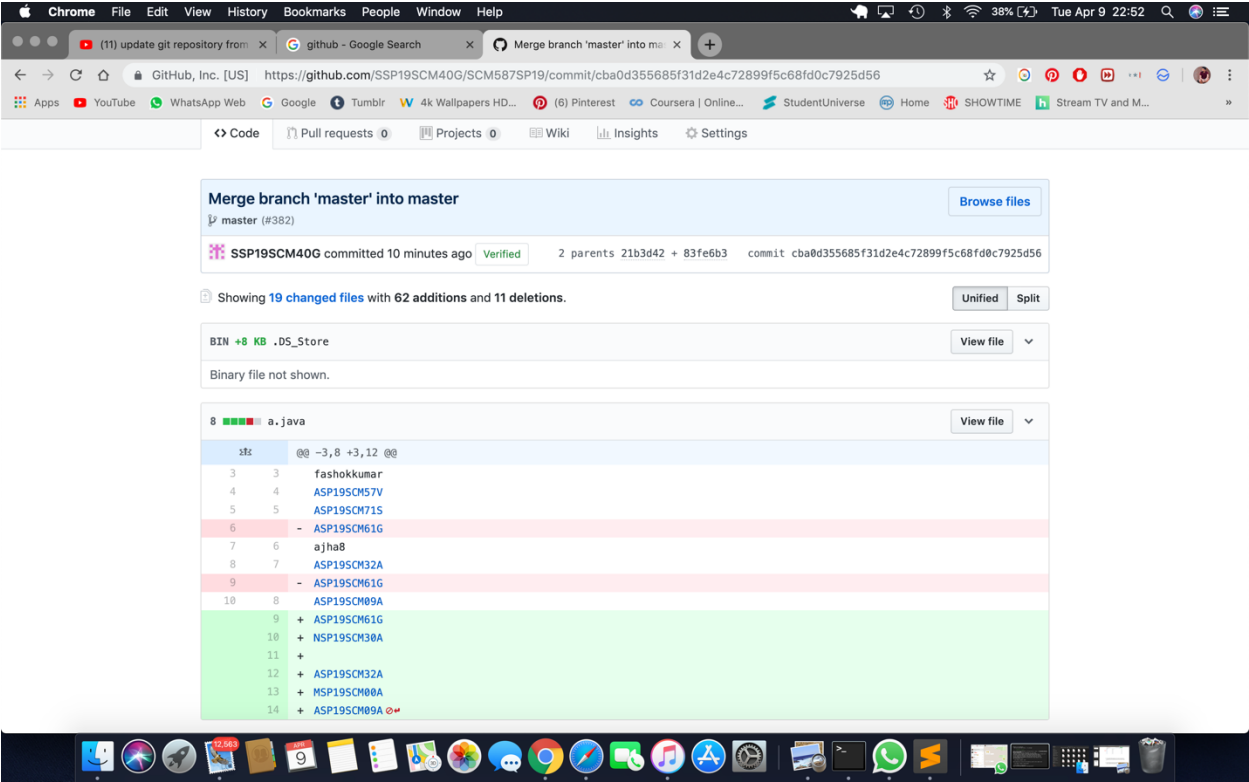 Chrome File Edit View History Bookmarks People Window Help 38% Tue Apr 9 22:52
(11) update git repository from
github - Google Search
Merge branch 'master' into mas
GitHub, Inc. [US] https://github.com/SSP19SCM40G/SCM587SP19/commit/cba0d355685f31d2e4c72899f5c68fd0c7925d56
Apps YouTube WhatsApp Web Google Tumblr 4k Wallpapers HD... (6) Pinterest Coursera | Online... StudentUniverse Home SHOWTIME Stream TV and M... »
<> Code Pull requests 0 Projects 0 Wiki Insights Settings
Merge branch 'master' into master
Browse files
master (#382)
SSP19SCM40G committed 10 minutes ago Verified 2 parents 21b3d42 + 83fe6b3 commit cba0d355685f31d2e4c72899f5c68fd0c7925d56
Showing 19 changed files with 62 additions and 11 deletions. Unified Split
BIN +8 KB .DS_Store View file
Binary file not shown.
8 a.java View file
@@ -3,8 +3,12 @@
3 3 fashokkumar
4 4 ASP19SCM57V
5 5 ASP19SCM71S
6 - ASP19SCM61G
7 6 ajha8
8 7 ASP19SCM32A
9 - ASP19SCM61G
10 8 ASP19SCM09A
9 + ASP19SCM61G
10 + NSP19SCM30A
11 +
12 + ASP19SCM32A
13 + MSP19SCM00A
14 + ASP19SCM09A
12,563
APR
9